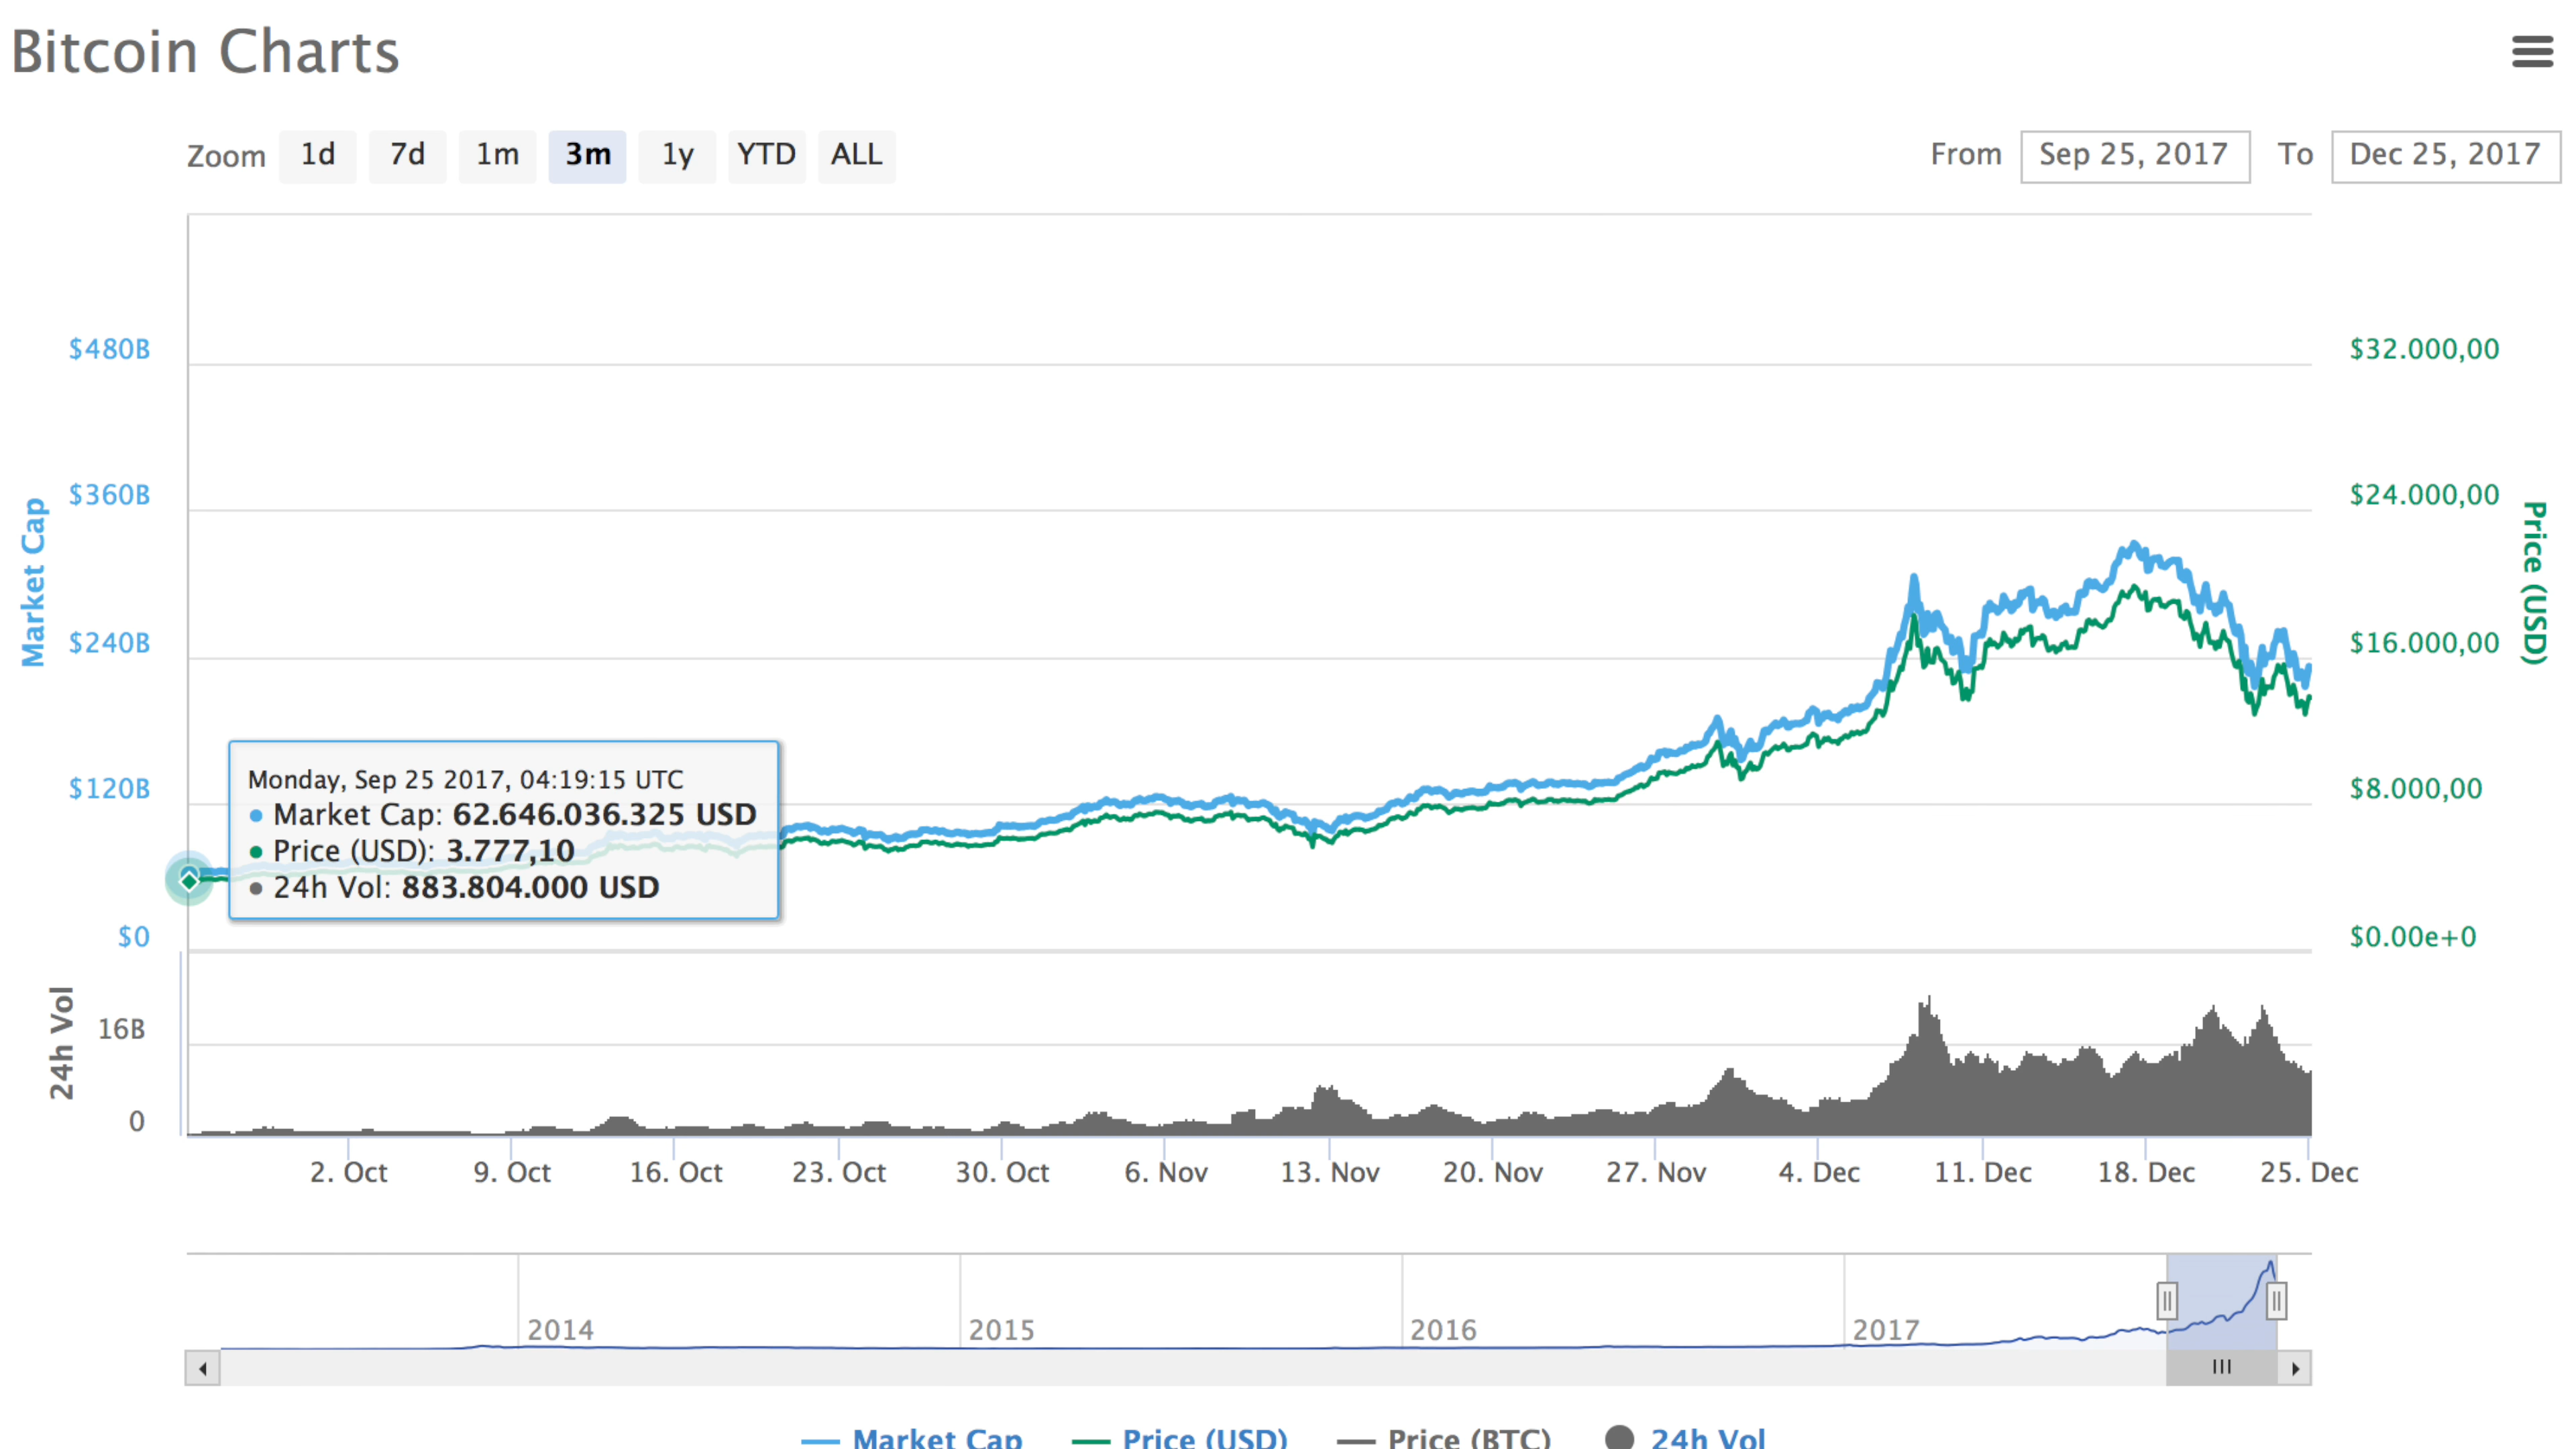 Bitcoin Charts
Zoom 1d 7d 1m 3m 1y YTD ALL From Sep 25, 2017 To Dec 25, 2017
$480B $32.000,00
$360B $24.000,00
Market Cap
Price (USD)
$240B $16.000,00
$120B $8.000,00
$0 $0.00e+0
Monday, Sep 25 2017, 04:19:15 UTC
• Market Cap: 62.646.036.325 USD
• Price (USD): 3.777,10
• 24h Vol: 883.804.000 USD
24h Vol
16B
0
2. Oct 9. Oct 16. Oct 23. Oct 30. Oct 6. Nov 13. Nov 20. Nov 27. Nov 4. Dec 11. Dec 18. Dec 25. Dec
2014 2015 2016 2017
Market Cap Price (USD) Price (BTC) 24h Vol